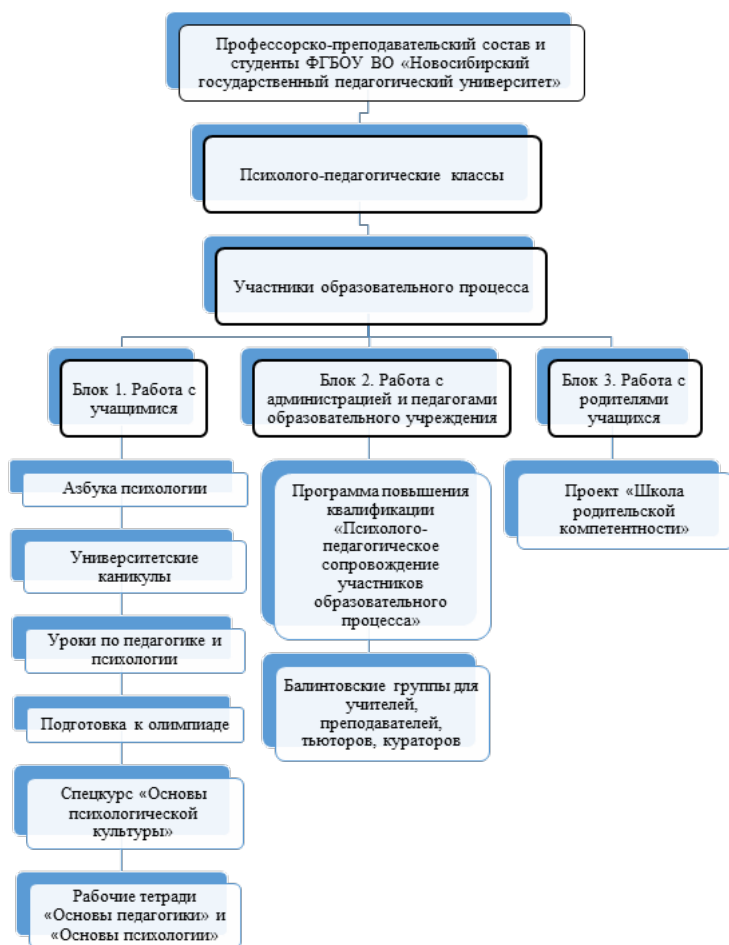 Профессорско-преподавательский состав и
студенты ФГБОУ ВО «Новосибирский
государственный педагогический университет»
Психолого-педагогические классы
Участники образовательного процесса
Блок 1. Работа с
учащимися
Блок 2. Работа с
администрацией и педагогами
образовательного учреждения
Блок 3. Работа с
родителями
учащихся
Азбука психологии
Университетские
каникулы
Уроки по педагогике и
психологии
Подготовка к олимпиаде
Спецкурс «Основы
психологической
культуры»
Рабочие тетради
«Основы педагогики» и
«Основы психологии»
Программа повышения
квалификации
«Психолого-
педагогическое
сопровождение
участников
образовательного
процесса»
Балинтовские группы для
учителей,
преподавателей,
тьюторов, кураторов
Проект «Школа
родительской
компетентности»